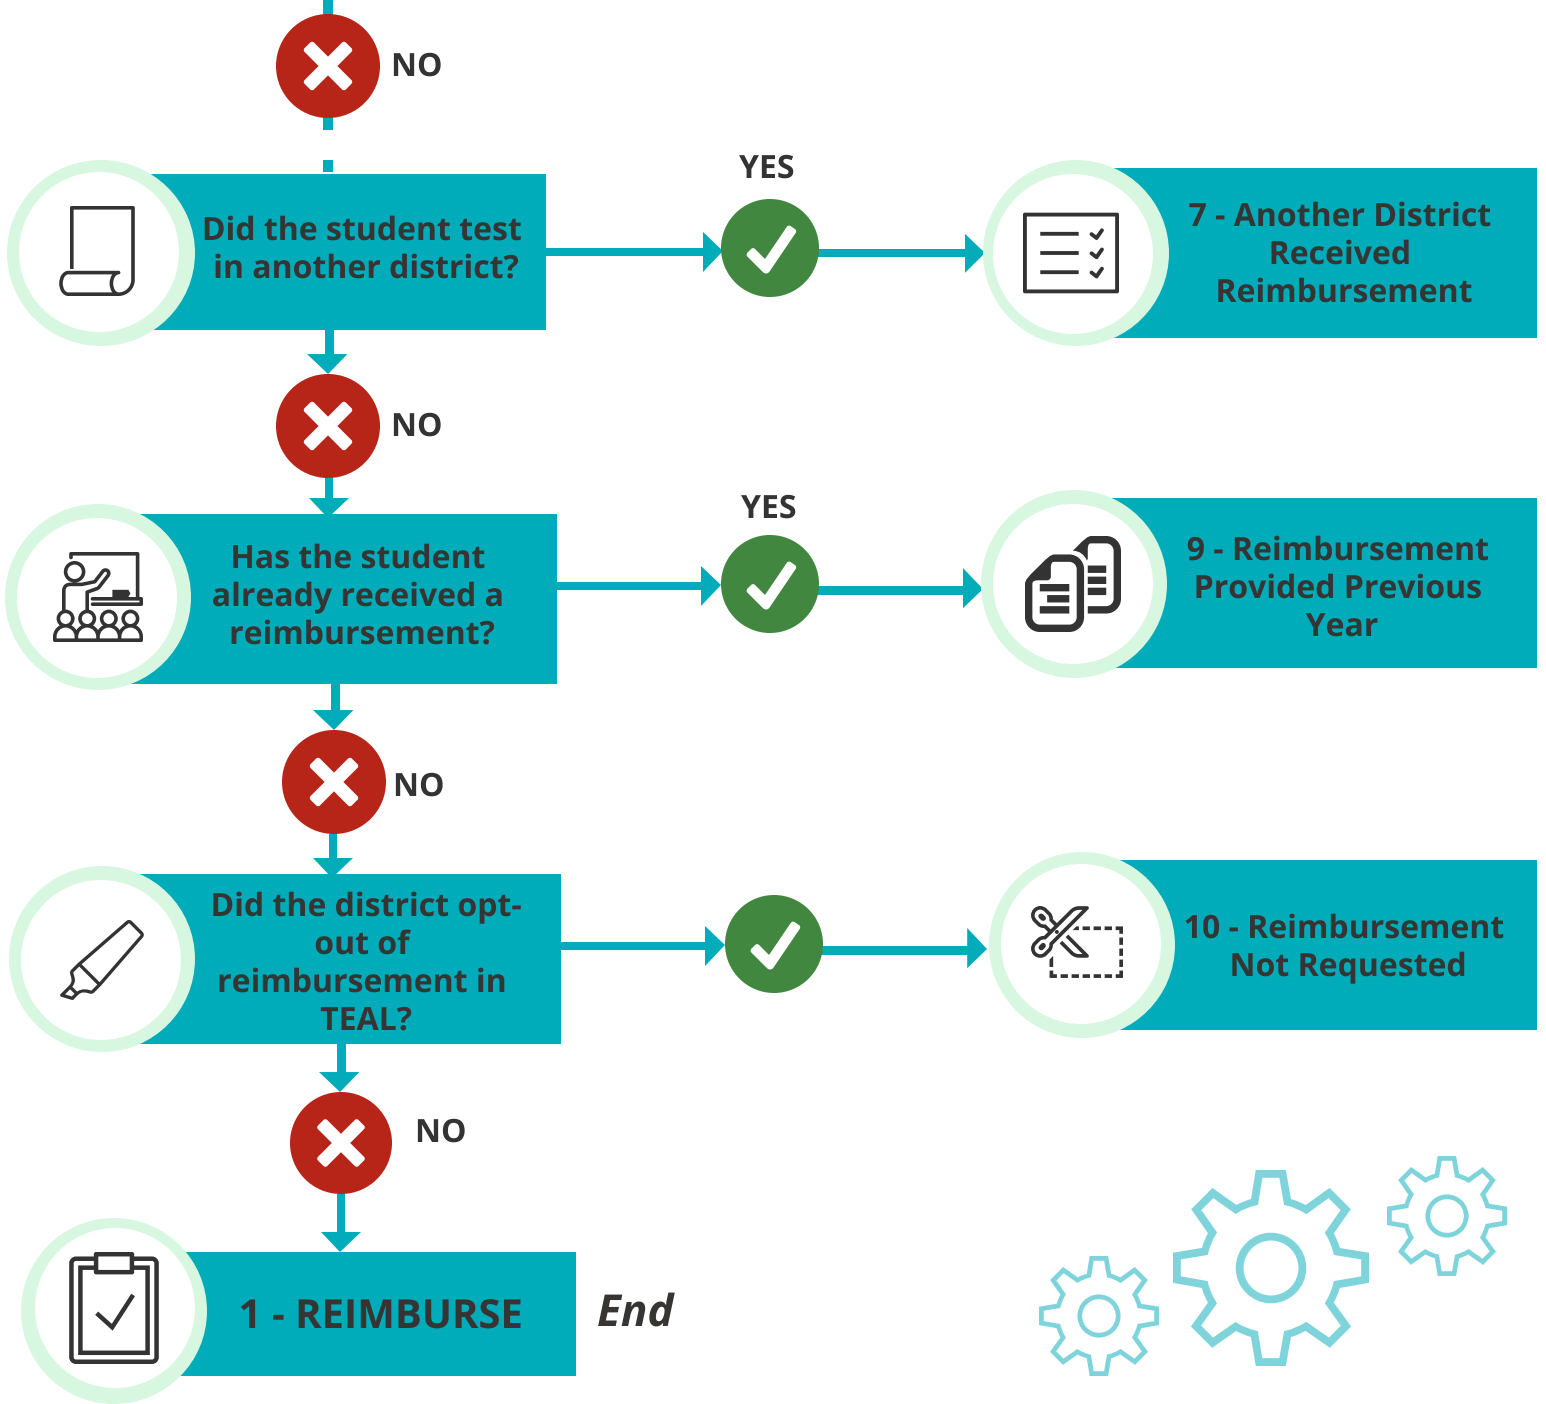 NO
YES
Did the student test
in another district?
7 - Another District
Received
Reimbursement
NO
YES
Has the student
already received a
reimbursement?
9 - Reimbursement
Provided Previous
Year
NO
Did the district opt-
out of
reimbursement in
TEAL?
10 - Reimbursement
Not Requested
NO
1 - REIMBURSE
End